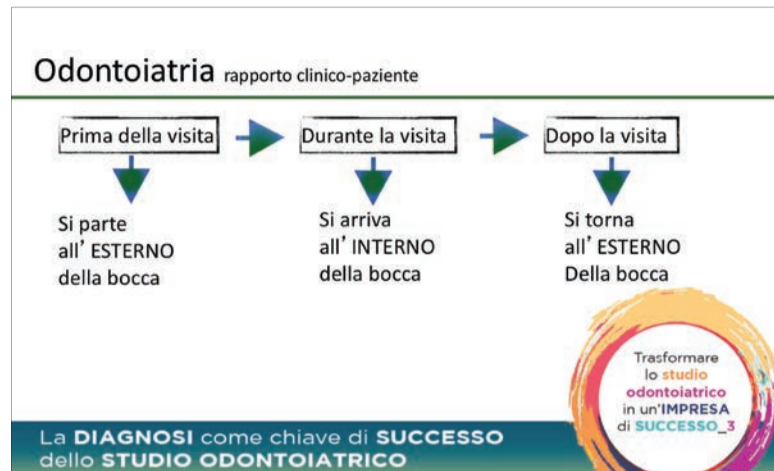 Odontoiatria rapporto clinico-paziente
Prima della visita
Durante la visita
Dopo la visita
Si parte
all' ESTERNO
della bocca
Si arriva
all' INTERNO
della bocca
Si torna
all' ESTERNO
Della bocca
Trasformare
lo studio
odontoiatrico
in un'IMPRESA
di SUCCESSO_3
La DIAGNOSI come chiave di SUCCESSO
dello STUDIO ODONTOIATRICO